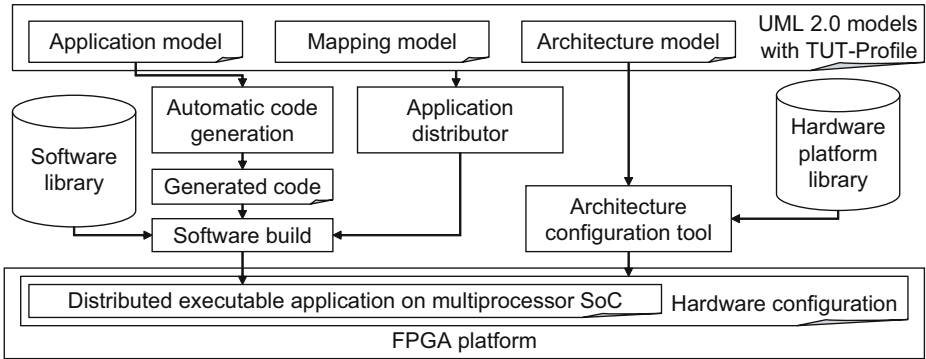 Application model
Mapping model
Architecture model
UML 2.0 models
with TUT-Profile
Automatic code
generation
Application
distributor
Software
library
Hardware
platform
library
Generated code
Architecture
configuration tool
Software build
Distributed executable application on multiprocessor SoC
Hardware configuration
FPGA platform